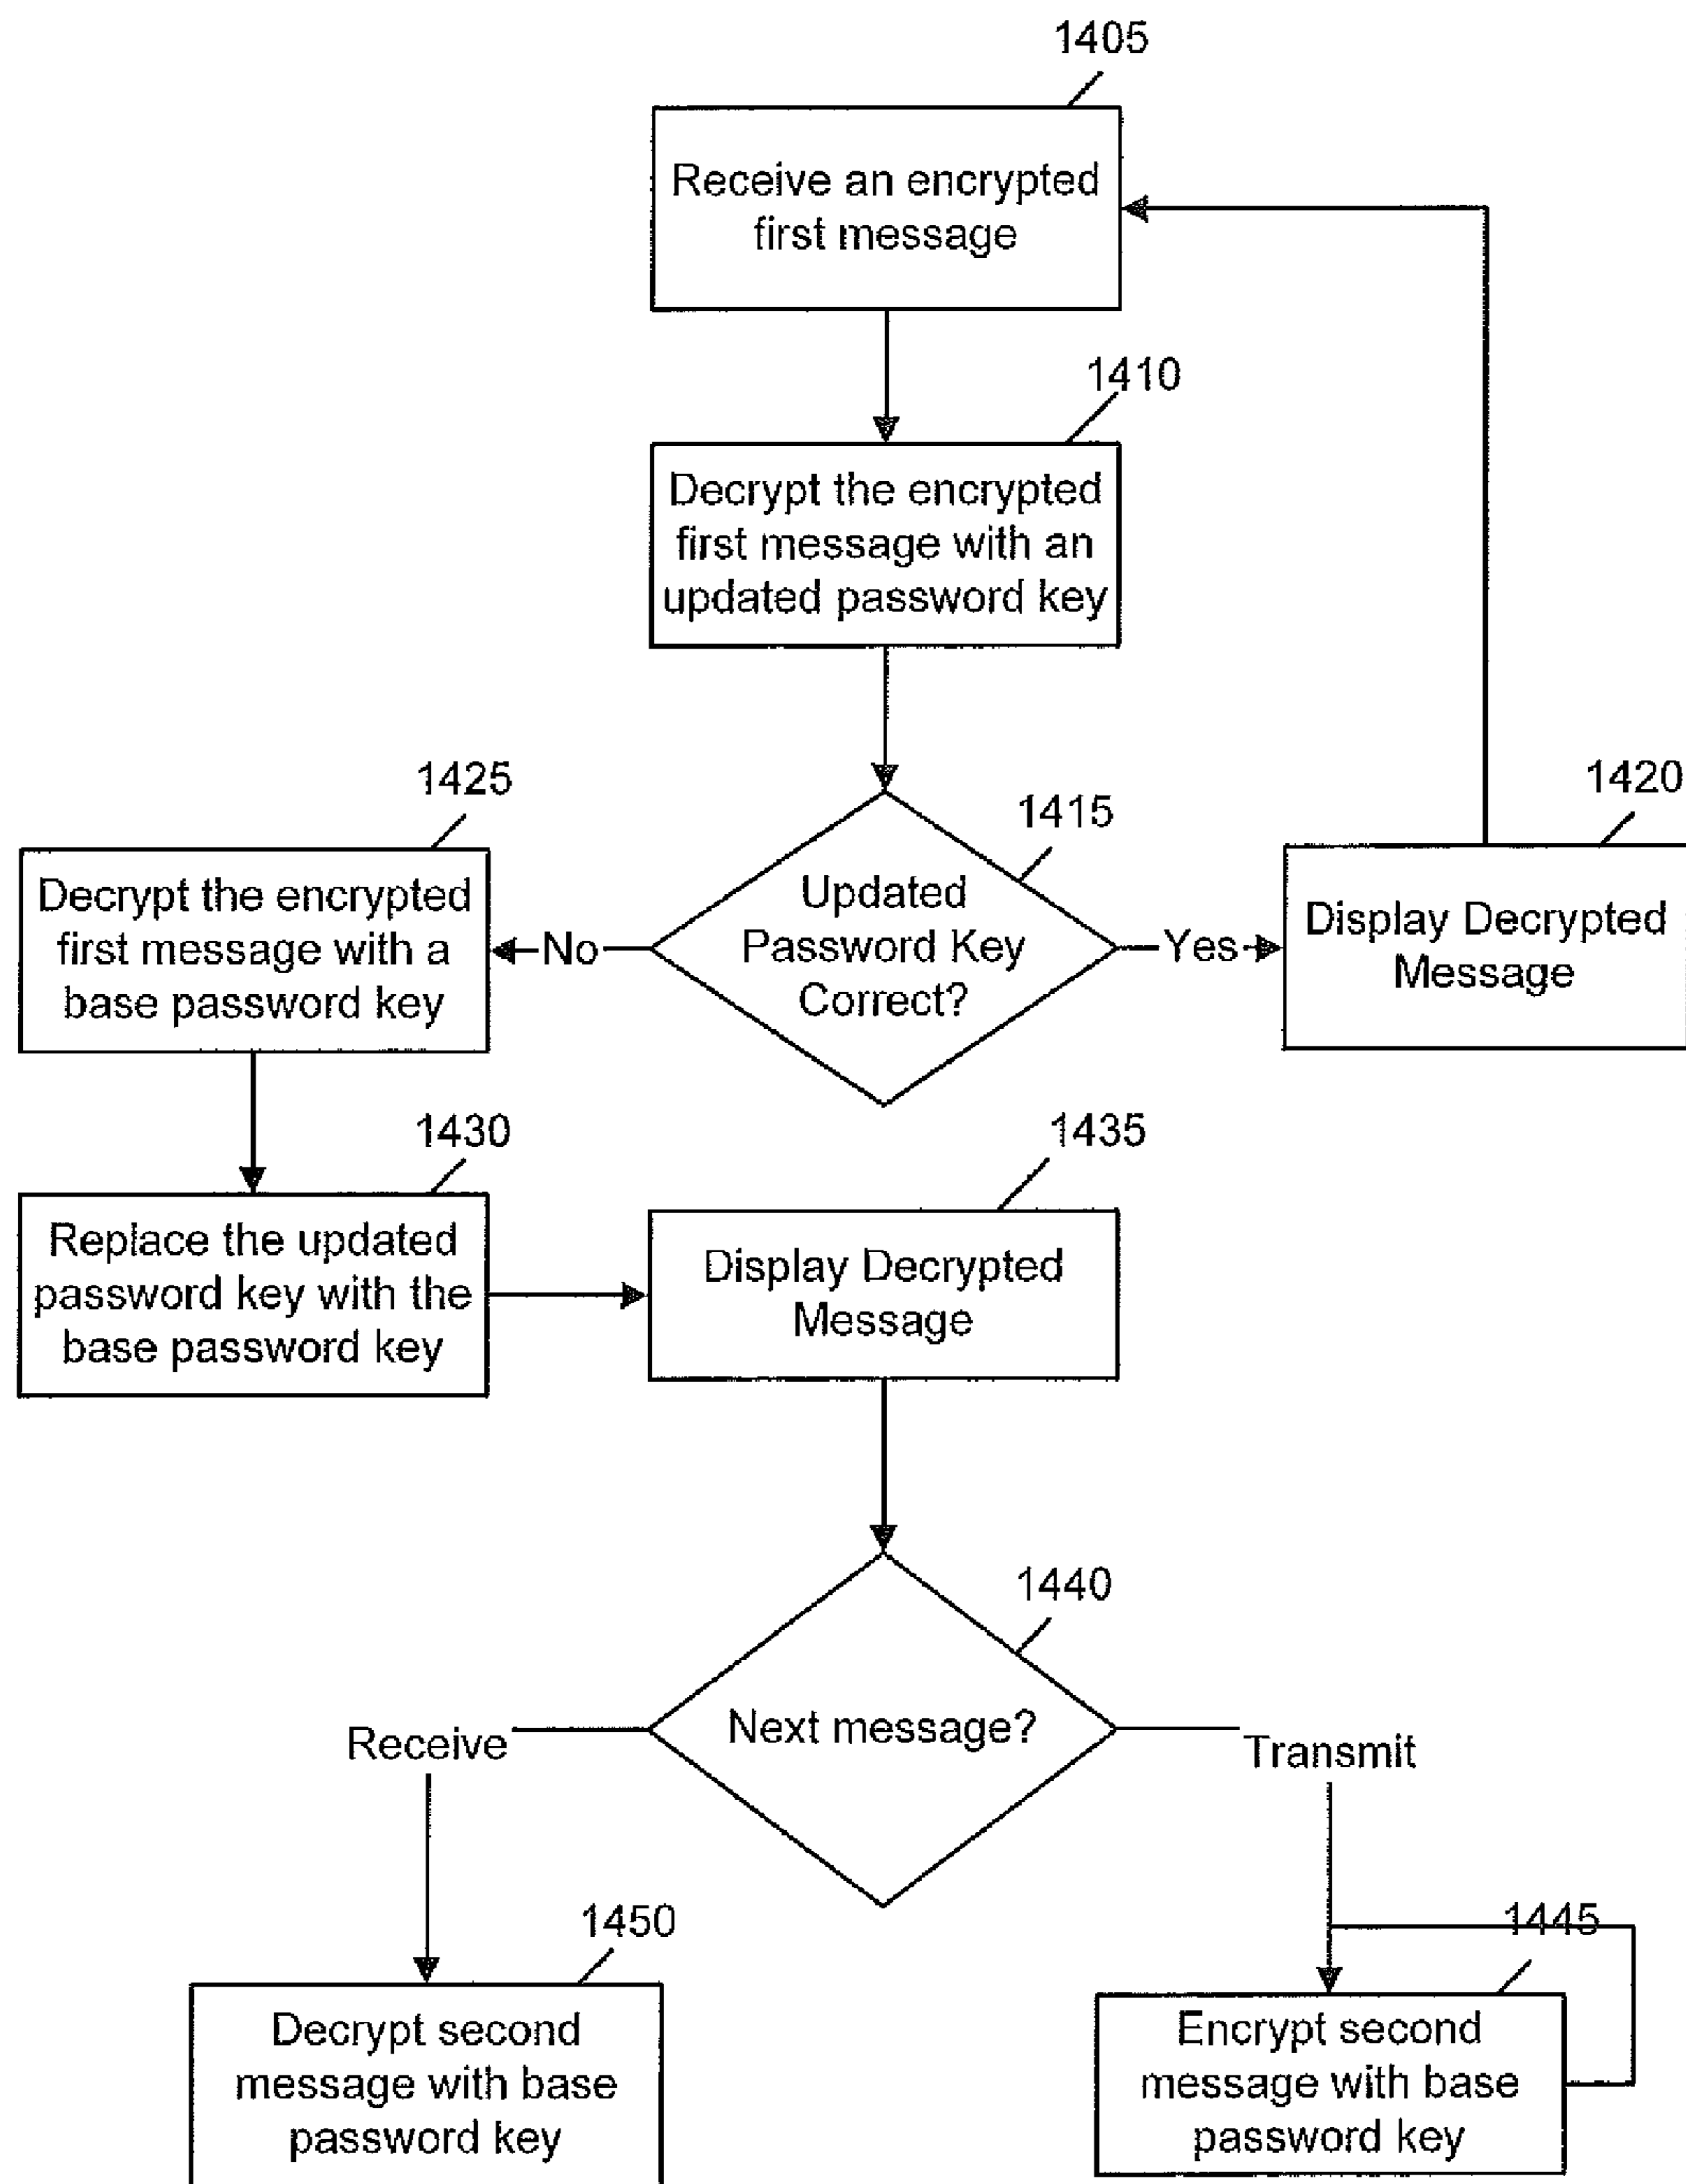 1405
Receive an encrypted
first message
1410
Decrypt the encrypted
first message with an
updated password key
1415
Updated
Password Key
Correct?
No
Yes
1420
Display Decrypted
Message
1425
Decrypt the encrypted
first message with a
base password key
1430
Replace the updated
password key with the
base password key
1435
Display Decrypted
Message
1440
Next message?
Receive
Transmit
1450
Decrypt second
message with base
password key
1445
Encrypt second
message with base
password key